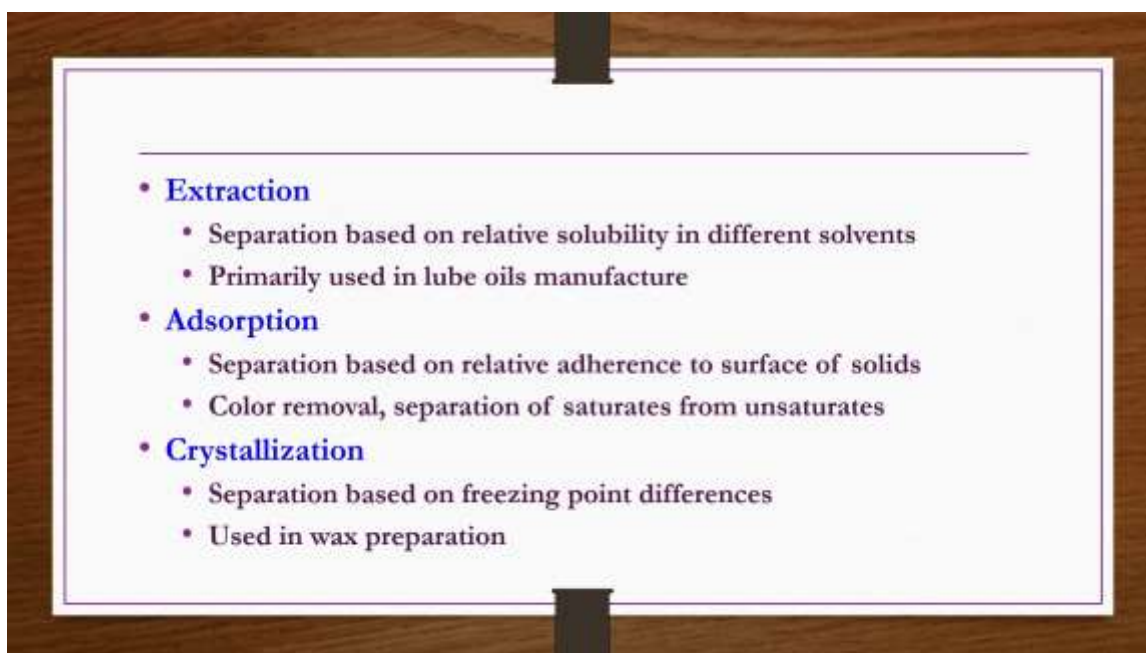 • Extraction
• Separation based on relative solubility in different solvents
• Primarily used in lube oils manufacture
• Adsorption
• Separation based on relative adherence to surface of solids
• Color removal, separation of saturates from unsaturates
• Crystallization
• Separation based on freezing point differences
• Used in wax preparation